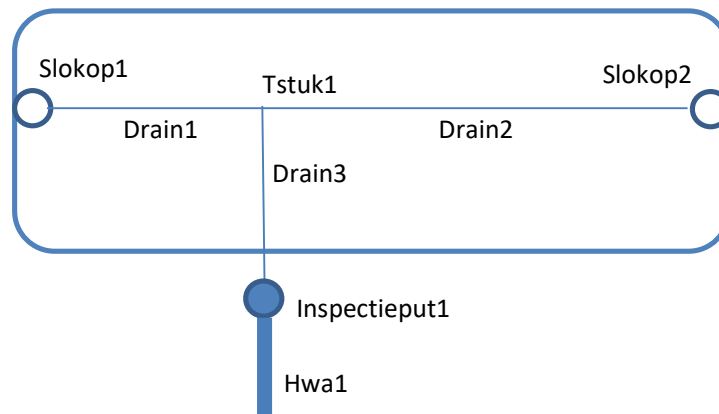 Slokop1
Tstuk1
Slokop2
Drain1
Drain2
Drain3
Inspectieput1
Hwa1